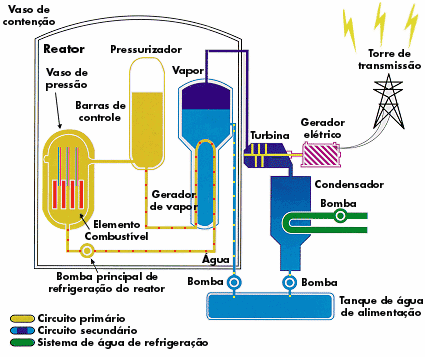 Vaso de
contenção
Reator
Pressurizador
Vaso de
pressão
Barras de
controle
Vapor
Torre de
transmissão
Turbina
Gerador
elétrico
Condensador
Bomba
Gerador
de vapor
Elemento
Combustível
Água
Bomba principal de
refrigeração do reator
Bomba
Bomba
Tanque de água
de alimentação
Circuito primário
Circuito secundário
Sistema de água de refrigeração